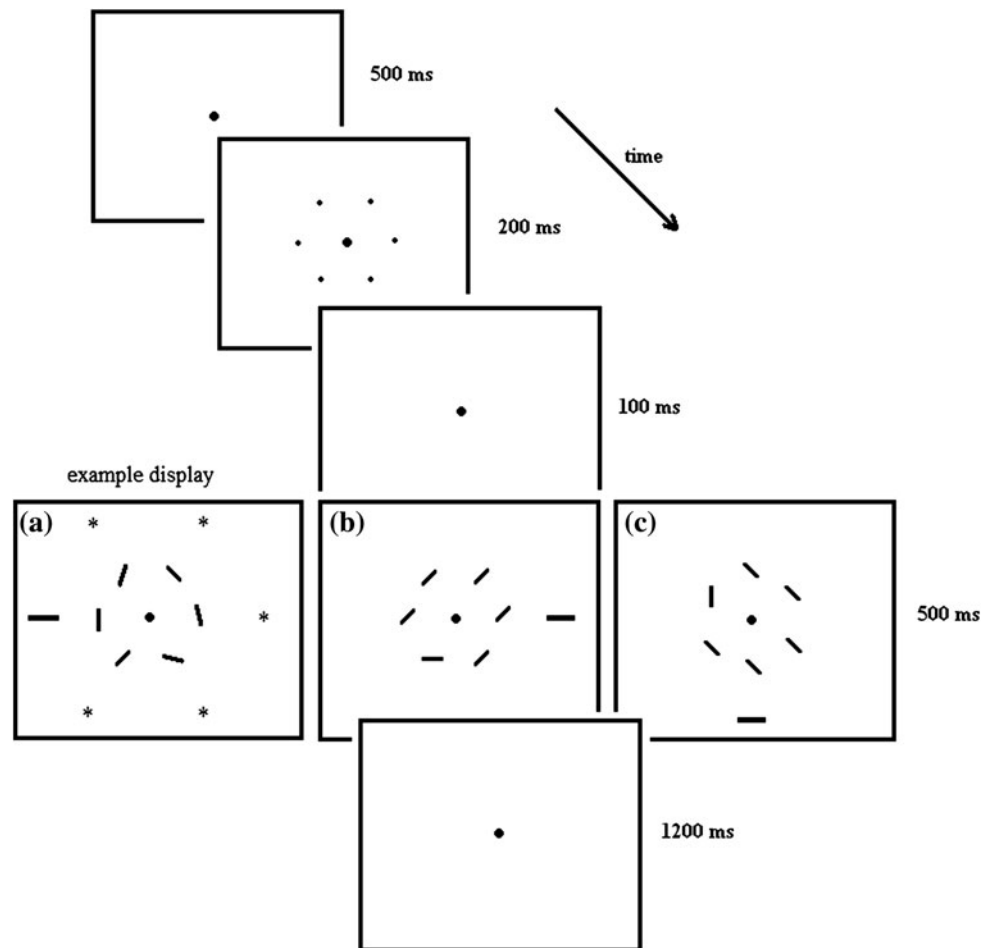 500 ms
time
200 ms
100 ms
example display
(a) * *
(b)
(c)
*
500 ms
* *
1200 ms